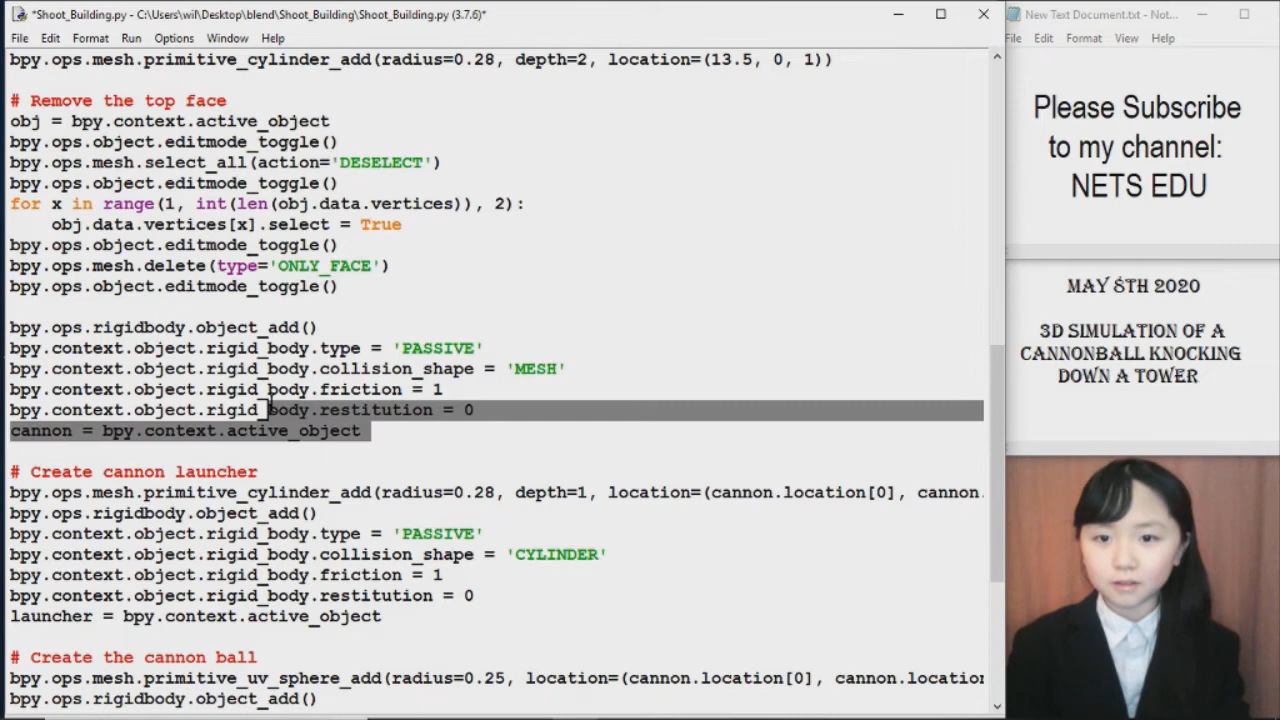 *Shoot_Building.py - C:\Users\wil\Desktop\blend\Shoot_Building\Shoot_Building.py (3.7.6)*
File Edit Format Run Options Window Help
bpy.ops.mesh.primitive_cylinder_add(radius=0.28, depth=2, location=(13.5, 0, 1))
# Remove the top face
obj = bpy.context.active_object
bpy.ops.object.editmode_toggle()
bpy.ops.mesh.select_all(action='DESELECT')
bpy.ops.object.editmode_toggle()
for x in range(1, int(len(obj.data.vertices)), 2):
    obj.data.vertices[x].select = True
bpy.ops.object.editmode_toggle()
bpy.ops.mesh.delete(type='ONLY_FACE')
bpy.ops.object.editmode_toggle()
bpy.ops.rigidbody.object_add()
bpy.context.object.rigid_body.type = 'PASSIVE'
bpy.context.object.rigid_body.collision_shape = 'MESH'
bpy.context.object.rigid_body.friction = 1
bpy.context.object.rigid_body.restitution = 0
cannon = bpy.context.active_object
# Create cannon launcher
bpy.ops.mesh.primitive_cylinder_add(radius=0.28, depth=1, location=(cannon.location[0], cannon.
bpy.ops.rigidbody.object_add()
bpy.context.object.rigid_body.type = 'PASSIVE'
bpy.context.object.rigid_body.collision_shape = 'CYLINDER'
bpy.context.object.rigid_body.friction = 1
bpy.context.object.rigid_body.restitution = 0
launcher = bpy.context.active_object
# Create the cannon ball
bpy.ops.mesh.primitive_uv_sphere_add(radius=0.25, location=(cannon.location[0], cannon.locatio
bpy.ops.rigidbody.object_add()
New Text Document.txt - Not...
File Edit Format View Help
Please Subscribe
to my channel:
NETS EDU
MAY 8TH 2020
3D SIMULATION OF A
CANNONBALL KNOCKING
DOWN A TOWER